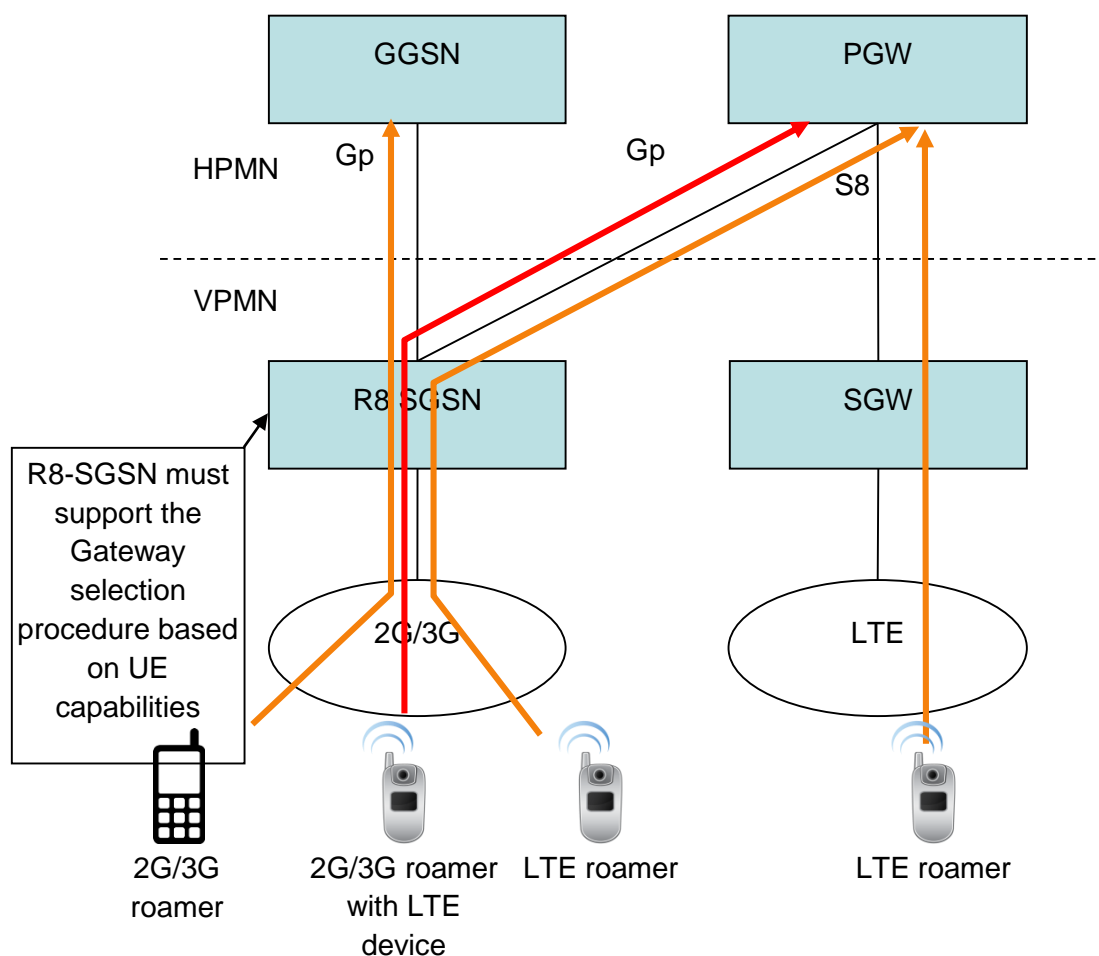 GGSN
PGW
Gp
Gp
HPMN
S8
VPMN
R8 SGSN
SGW
R8-SGSN must
support the
Gateway
selection
procedure based
on UE
capabilities
2G/3G
LTE
2G/3G
roamer
2G/3G roamer
with LTE
device
LTE roamer
LTE roamer